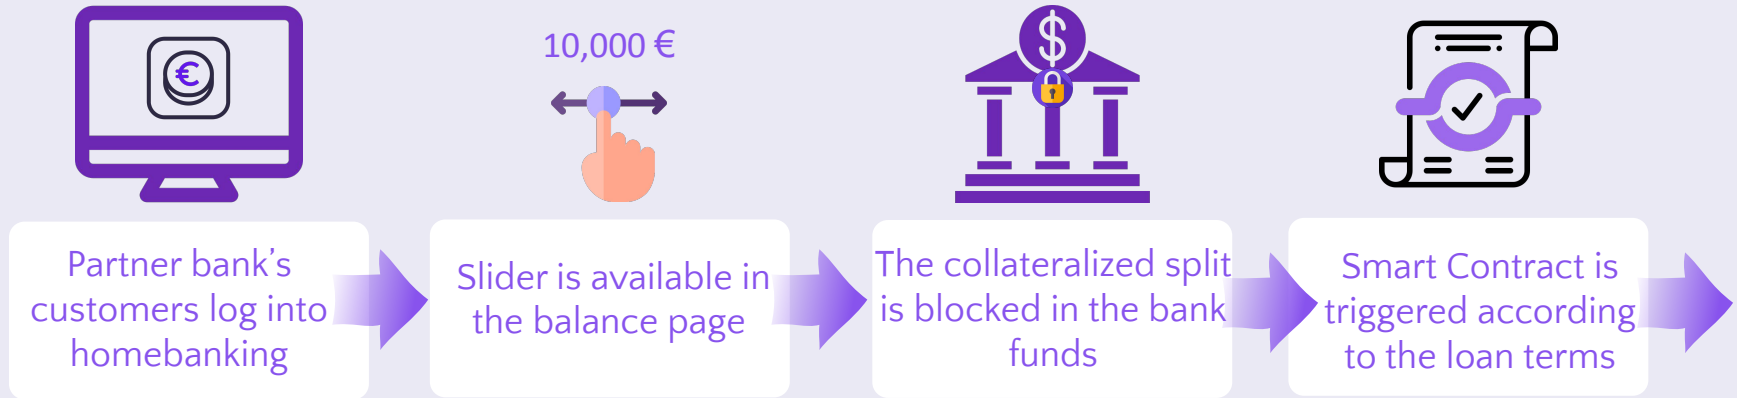 €
10,000 €
$
Partner bank’s
customers log into
homebanking
Slider is available in
the balance page
The collateralized split
is blocked in the bank
funds
Smart Contract is
triggered according
to the loan terms